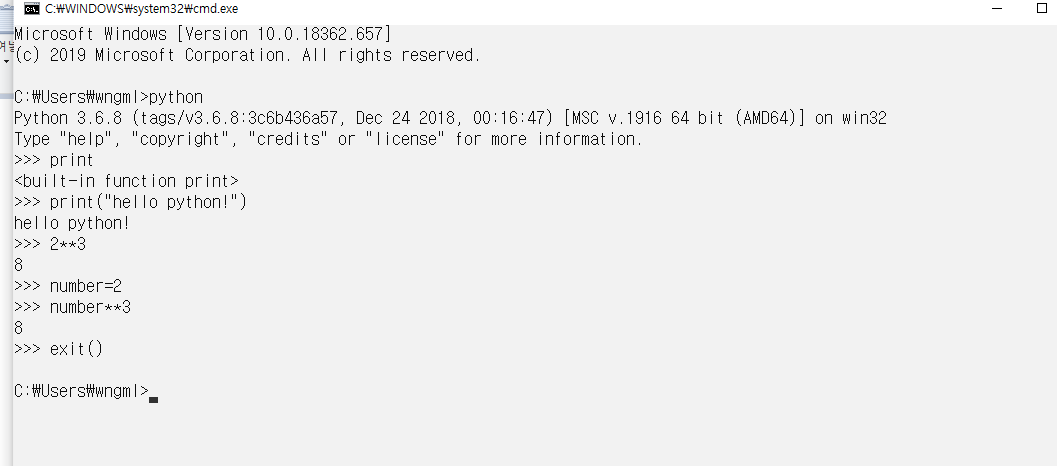 C:₩WINDOWS₩system32₩cmd.exe
Microsoft Windows [Version 10.0.18362.657]
(c) 2019 Microsoft Corporation. All rights reserved.
C:₩Users₩wngml>python
Python 3.6.8 (tags/v3.6.8:3c6b436a57, Dec 24 2018, 00:16:47) [MSC v.1916 64 bit (AMD64)] on win32
Type "help", "copyright", "credits" or "license" for more information.
>>> print
<built-in function print>
>>> print("hello python!")
hello python!
>>> 2**3
8
>>> number=2
>>> number**3
8
>>> exit()
C:₩Users₩wngml>